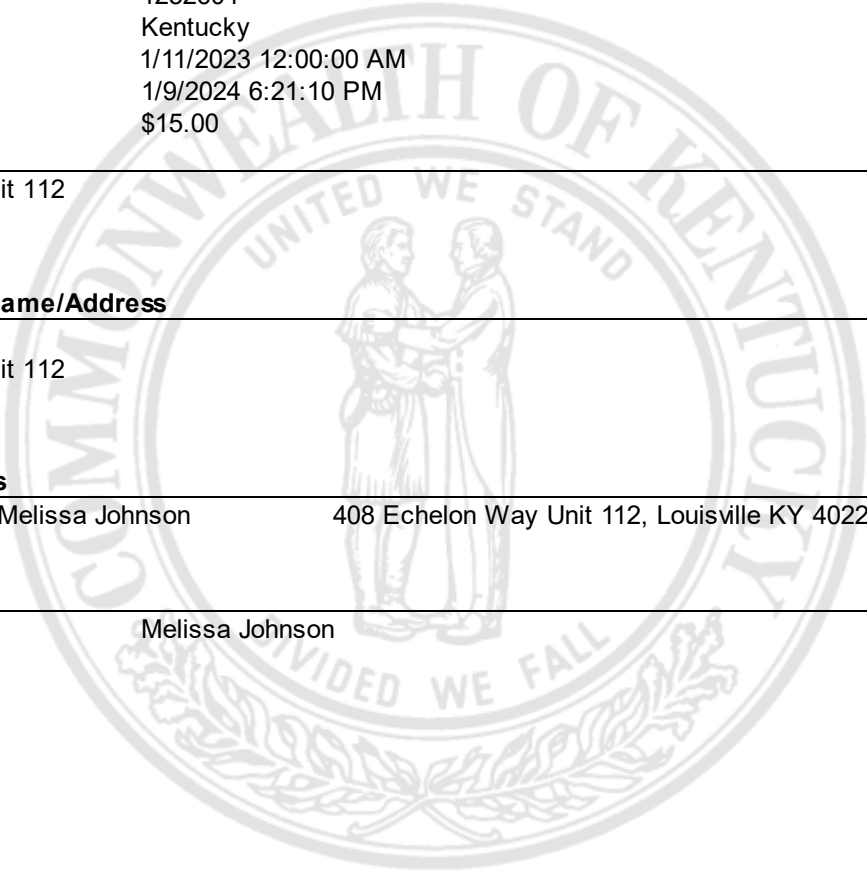 Kentucky
1/11/2023 12:00:00 AM
1/9/2024 6:21:10 PM
$15.00
it 112
ame/Address
it 112
s
Melissa Johnson 408 Echelon Way Unit 112, Louisville KY 4022
Melissa Johnson
COMMONWEALTH OF KENTUCKY
UNITED WE STAND
DIVIDED WE FALL